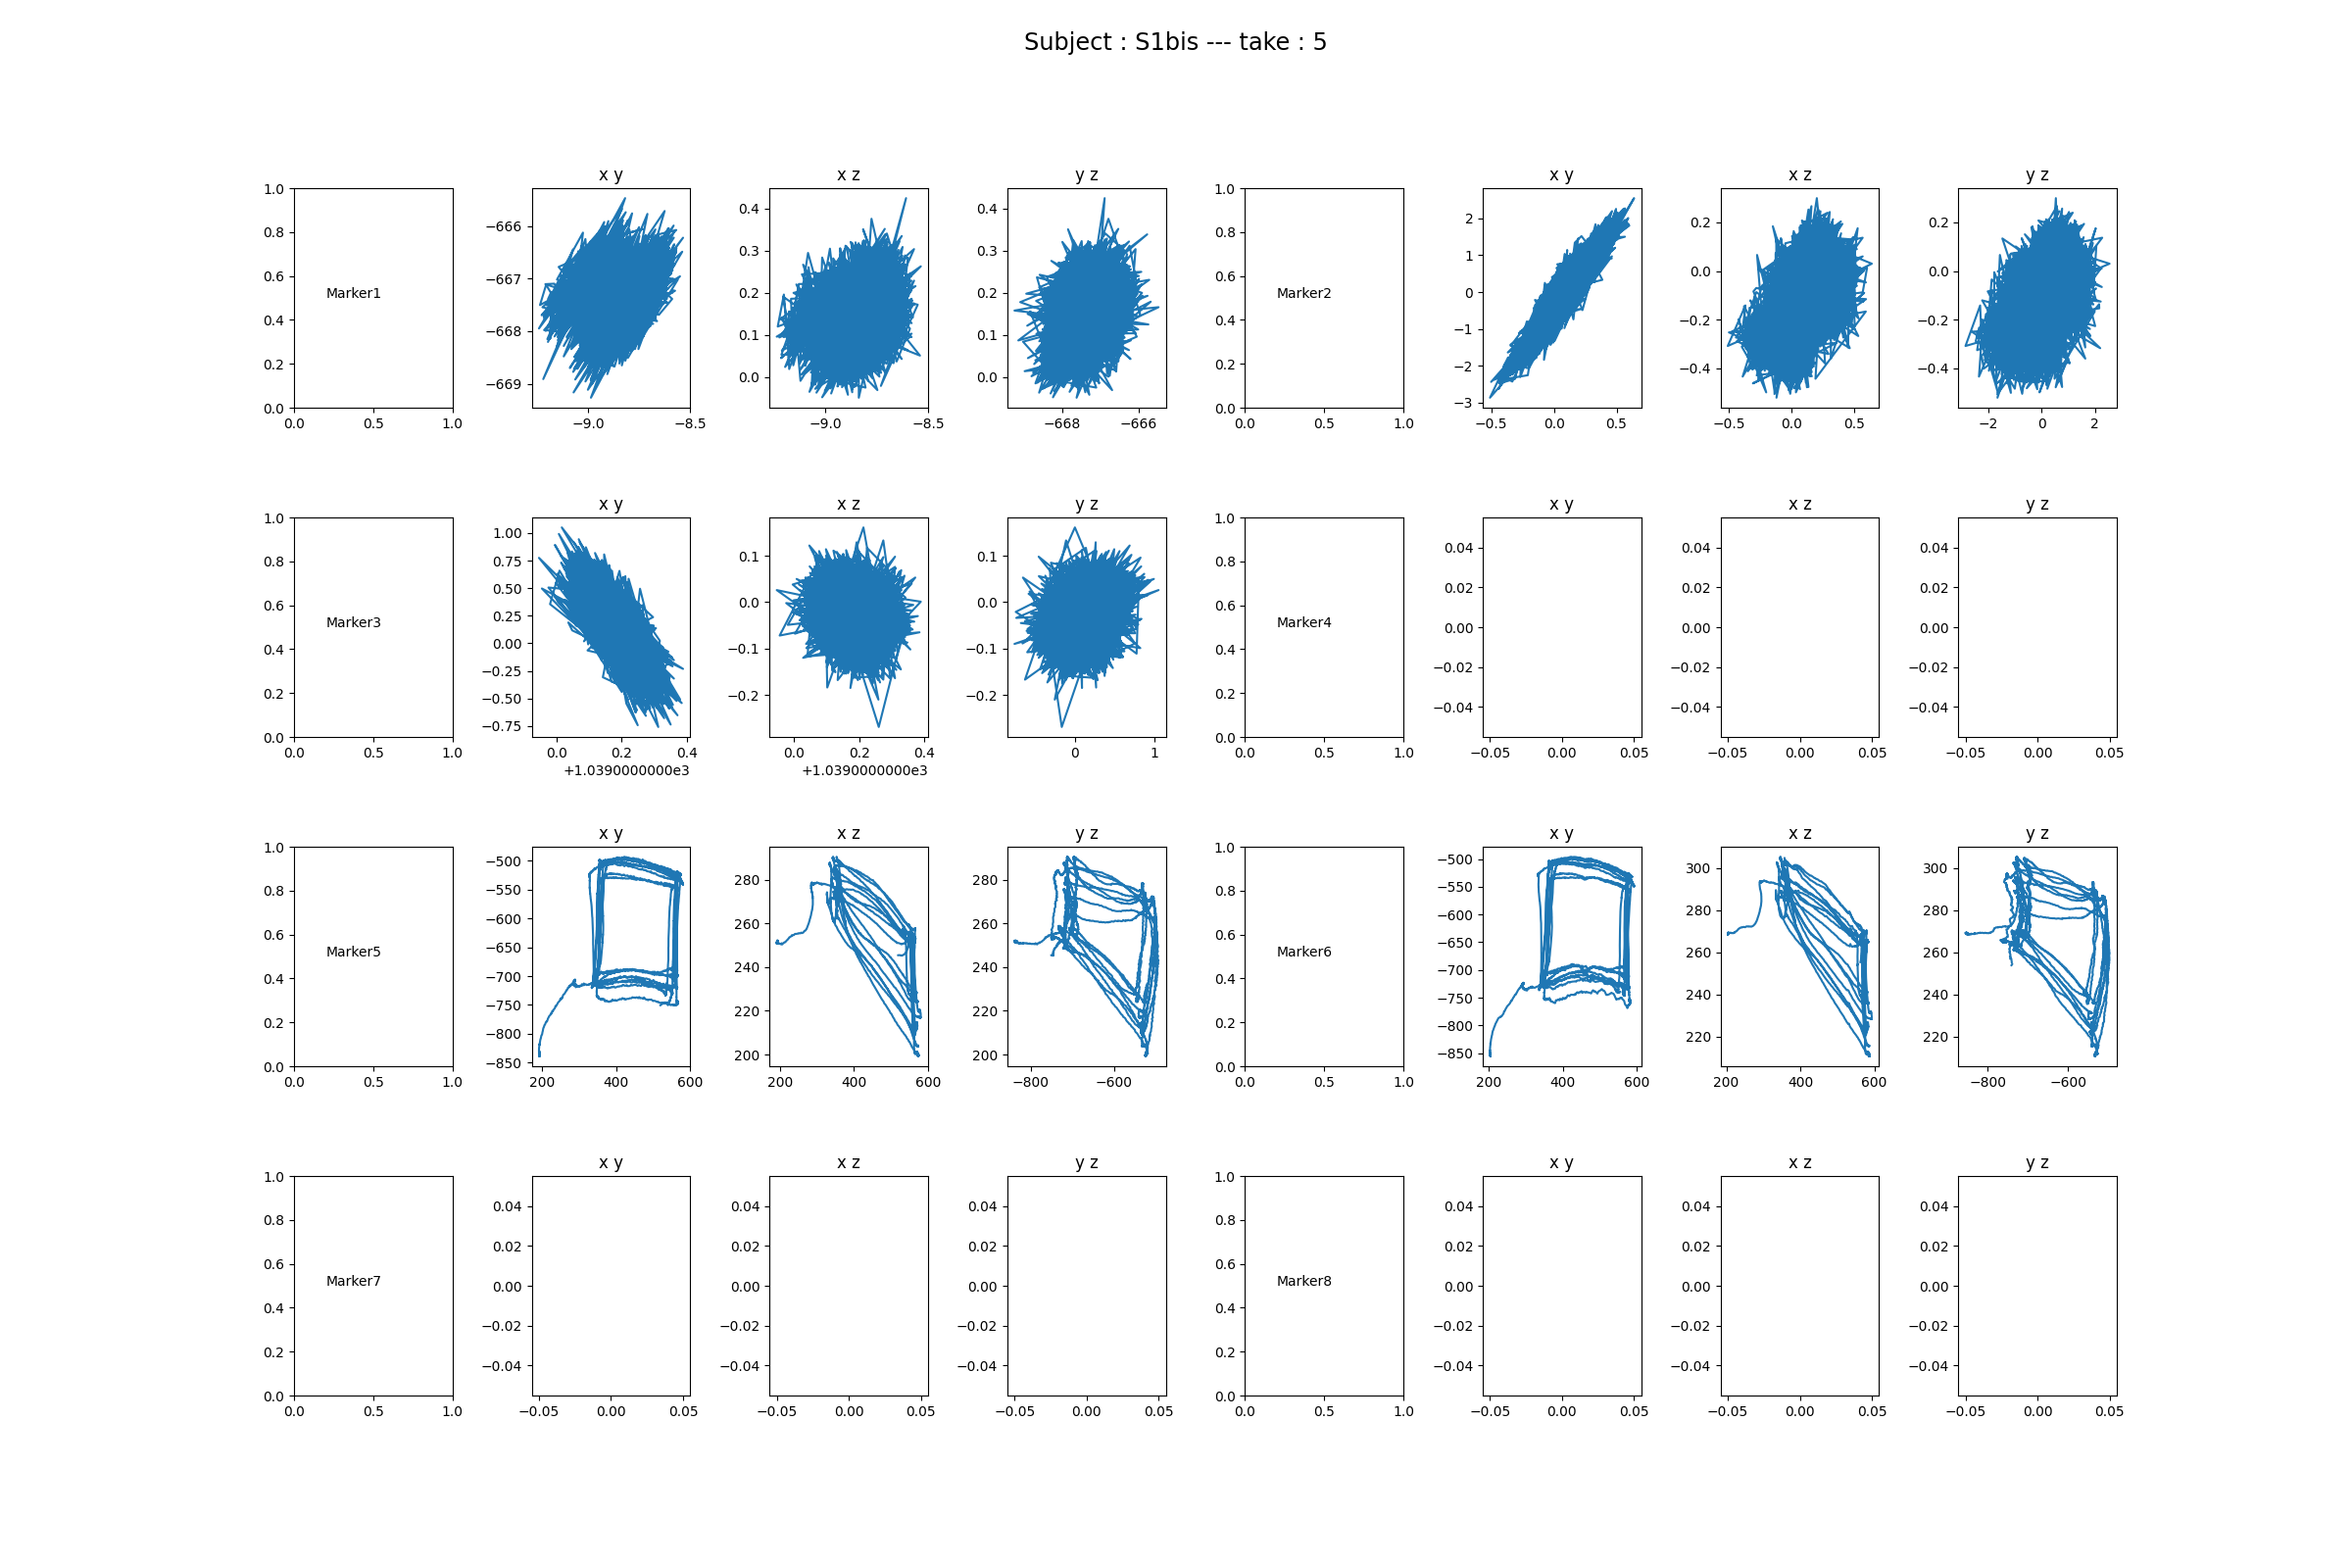 Subject : S1bis --- take : 5
x y
x z
y z
x y
x z
y z
1.0
0.8
0.6
0.4
0.2
0.0
Marker1
0.0 0.5 1.0
−666
−667
−668
−669
−9.0 −8.5
0.4
0.3
0.2
0.1
0.0
−9.0 −8.5
0.4
0.3
0.2
0.1
0.0
−668 −666
1.0
0.8
0.6
0.4
0.2
0.0
Marker2
0.0 0.5 1.0
2
1
0
−1
−2
−3
−0.5 0.0 0.5
0.2
0.0
−0.2
−0.4
−0.5 0.0 0.5
0.2
0.0
−0.2
−0.4
−2 0 2
x y
x z
y z
x y
x z
y z
1.0
0.8
0.6
0.4
0.2
0.0
Marker3
0.0 0.5 1.0
1.00
0.75
0.50
0.25
0.00
−0.25
−0.50
−0.75
0.0 0.2 0.4
+1.0390000000e3
0.1
0.0
−0.1
−0.2
0.0 0.2 0.4
+1.0390000000e3
0.1
0.0
−0.1
−0.2
0 1
1.0
0.8
0.6
0.4
0.2
0.0
Marker4
0.0 0.5 1.0
0.04
0.02
0.00
−0.02
−0.04
−0.05 0.00 0.05
0.04
0.02
0.00
−0.02
−0.04
−0.05 0.00 0.05
0.04
0.02
0.00
−0.02
−0.04
−0.05 0.00 0.05
x y
x z
y z
x y
x z
y z
1.0
0.8
0.6
0.4
0.2
0.0
Marker5
0.0 0.5 1.0
−500
−550
−600
−650
−700
−750
−800
−850
200 400 600
280
260
240
220
200
200 400 600
280
260
240
220
200
−800 −600
1.0
0.8
0.6
0.4
0.2
0.0
Marker6
0.0 0.5 1.0
−500
−550
−600
−650
−700
−750
−800
−850
200 400 600
300
280
260
240
220
200 400 600
300
280
260
240
220
−800 −600
x y
x z
y z
x y
x z
y z
1.0
0.8
0.6
0.4
0.2
0.0
Marker7
0.0 0.5 1.0
0.04
0.02
0.00
−0.02
−0.04
−0.05 0.00 0.05
0.04
0.02
0.00
−0.02
−0.04
−0.05 0.00 0.05
0.04
0.02
0.00
−0.02
−0.04
−0.05 0.00 0.05
1.0
0.8
0.6
0.4
0.2
0.0
Marker8
0.0 0.5 1.0
0.04
0.02
0.00
−0.02
−0.04
−0.05 0.00 0.05
0.04
0.02
0.00
−0.02
−0.04
−0.05 0.00 0.05
0.04
0.02
0.00
−0.02
−0.04
−0.05 0.00 0.05